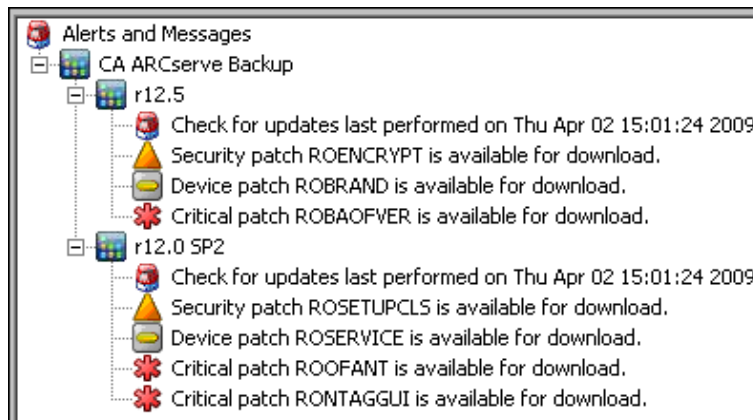 Alerts and Messages
CA ARCserve Backup
r12.5
Check for updates last performed on Thu Apr 02 15:01:24 2009
Security patch ROENCRYPT is available for download.
Device patch ROBRAND is available for download.
Critical patch ROBAOFVER is available for download.
r12.0 SP2
Check for updates last performed on Thu Apr 02 15:01:24 2009
Security patch ROSETUPCLS is available for download.
Device patch ROSERVICE is available for download.
Critical patch ROOFANT is available for download.
Critical patch RONTAGGUI is available for download.